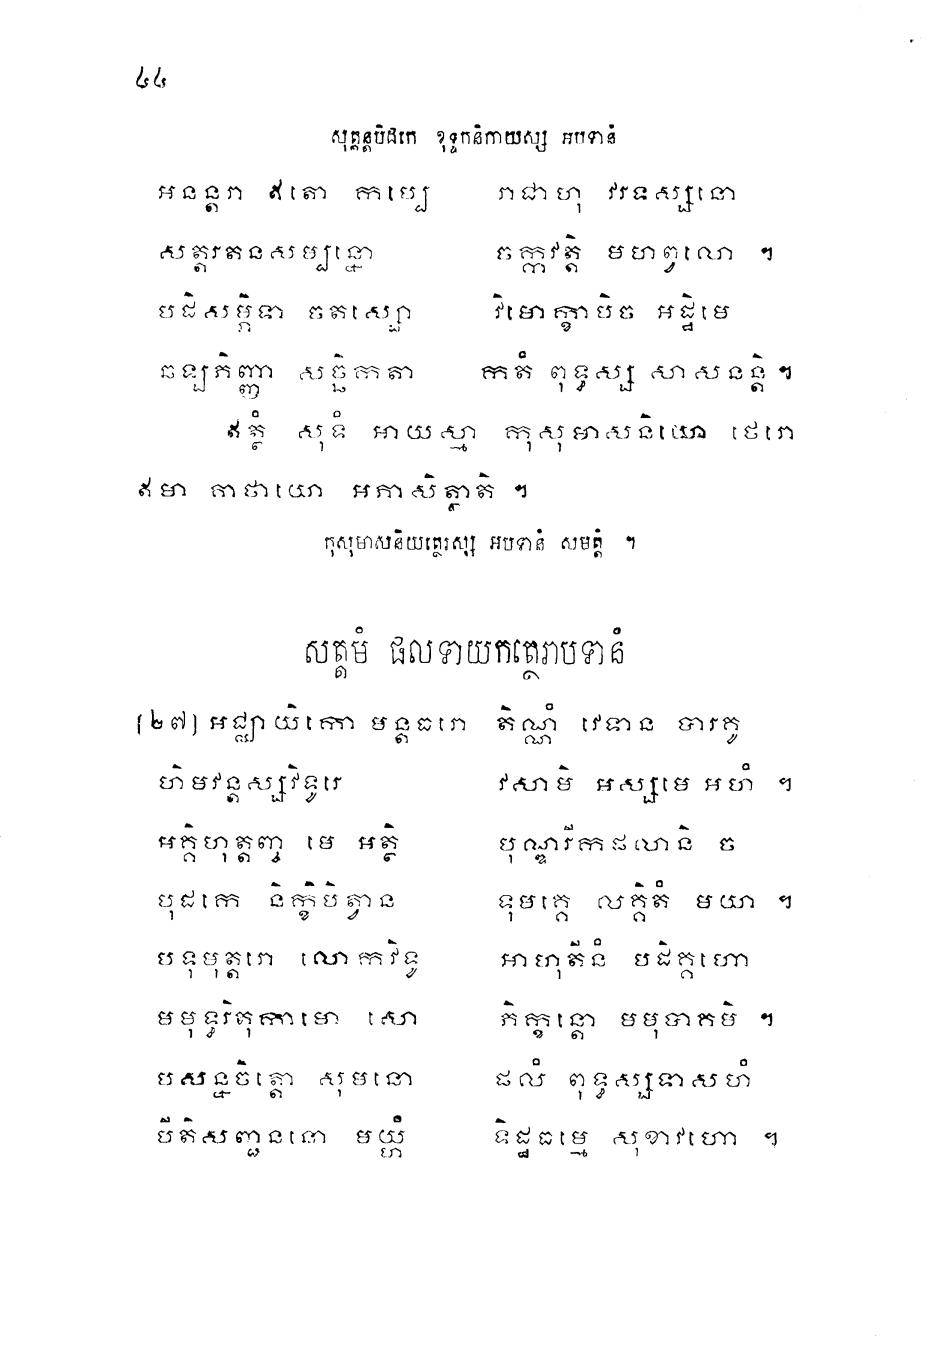 ៤៤
សុត្តន្តបិដកេ ខុទ្ទកនិកាយស្ស អបទានំ
អនន្តរា ឥតោ កប្បេ រាជាហុ វរទស្សនោ
សត្តរតនសម្បន្នោ ចក្កវត្តិ មហព្វលោ ។
បដិសម្ភិទា ចតស្សោ វិមោក្ខាបិច អដ្ឋិមេ
ឆឡភិញ្ញា សច្ឆិកតា កតំ ពុទ្ធស្ស សាសនន្តិ។
ឥត្ថំ សុទំ អាយស្មា កុសុមាសនិយោ ថេរោ
ឥមា គាថាយោ អភាសិត្ថាតិ ។
កុសុមាសនិយត្ថេរស្ស អបទានំ សមត្តំ ។
សត្តមំ ផលទាយកត្ថេរាបទានំ
[២៧] អជ្ឈាយិកោ មន្តធរោ តិណ្ណំ វេទាន បារគូ
ហិមវន្តស្សវិទូរេ វសាមិ អស្សមេ អហំ ។
អគ្គិហុត្តញ្ច មេ អត្ថិ បុណ្ឌរីកផលានិ ច
បុដកេ និក្ខិបិត្វាន ទុមគ្គេ លគ្គិតំ មយា ។
បទុមុត្តរោ លោកវិទូ អាហុតីនំ បដិគ្គហោ
មមុទ្ធរិតុកាមោ សោ ភិក្ខន្តោ មមុបាគមិ ។
បសន្នចិត្តោ សុមនោ ផលំ ពុទ្ធស្សទាសហំ
បីតិសញ្ជននោ មយ្ហំ ទិដ្ឋធម្មេ សុខាវហោ ។